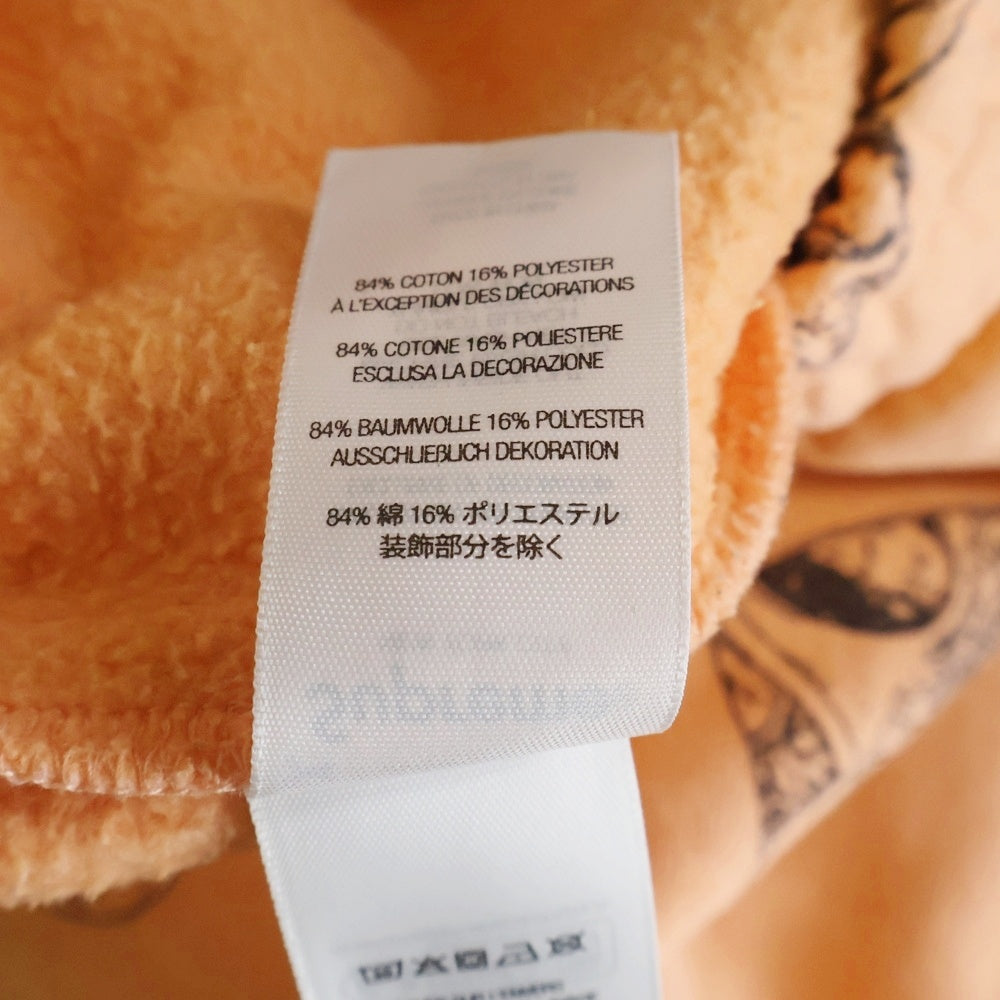 84% COTON 16% POLYESTER
À L'EXCEPTION DES DÉCORATIONS
84% COTONE 16% POLIESTERE
ESCLUSA LA DECORAZIONE
84% BAUMWOLLE 16% POLYESTER
AUSSCHLIEßLICH DEKORATION
84% 綿 16% ポリエステル
装飾部分を除く